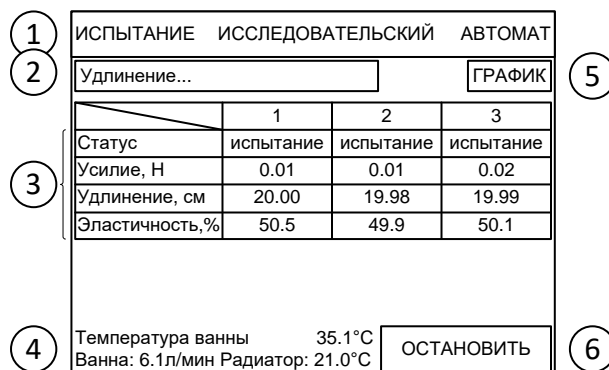 1 ИСПЫТАНИЕ ИССЛЕДОВАТЕЛЬСКИЙ АВТОМАТ
2 Удлинение... ГРАФИК 5
1 2 3
Статус испытание испытание испытание
3 Усилие, Н 0.01 0.01 0.02
Удлинение, см 20.00 19.98 19.99
Эластичность,% 50.5 49.9 50.1
4 Температура ванны 35.1°C ОСТАНОВИТЬ 6
Ванна: 6.1л/мин Радиатор: 21.0°C